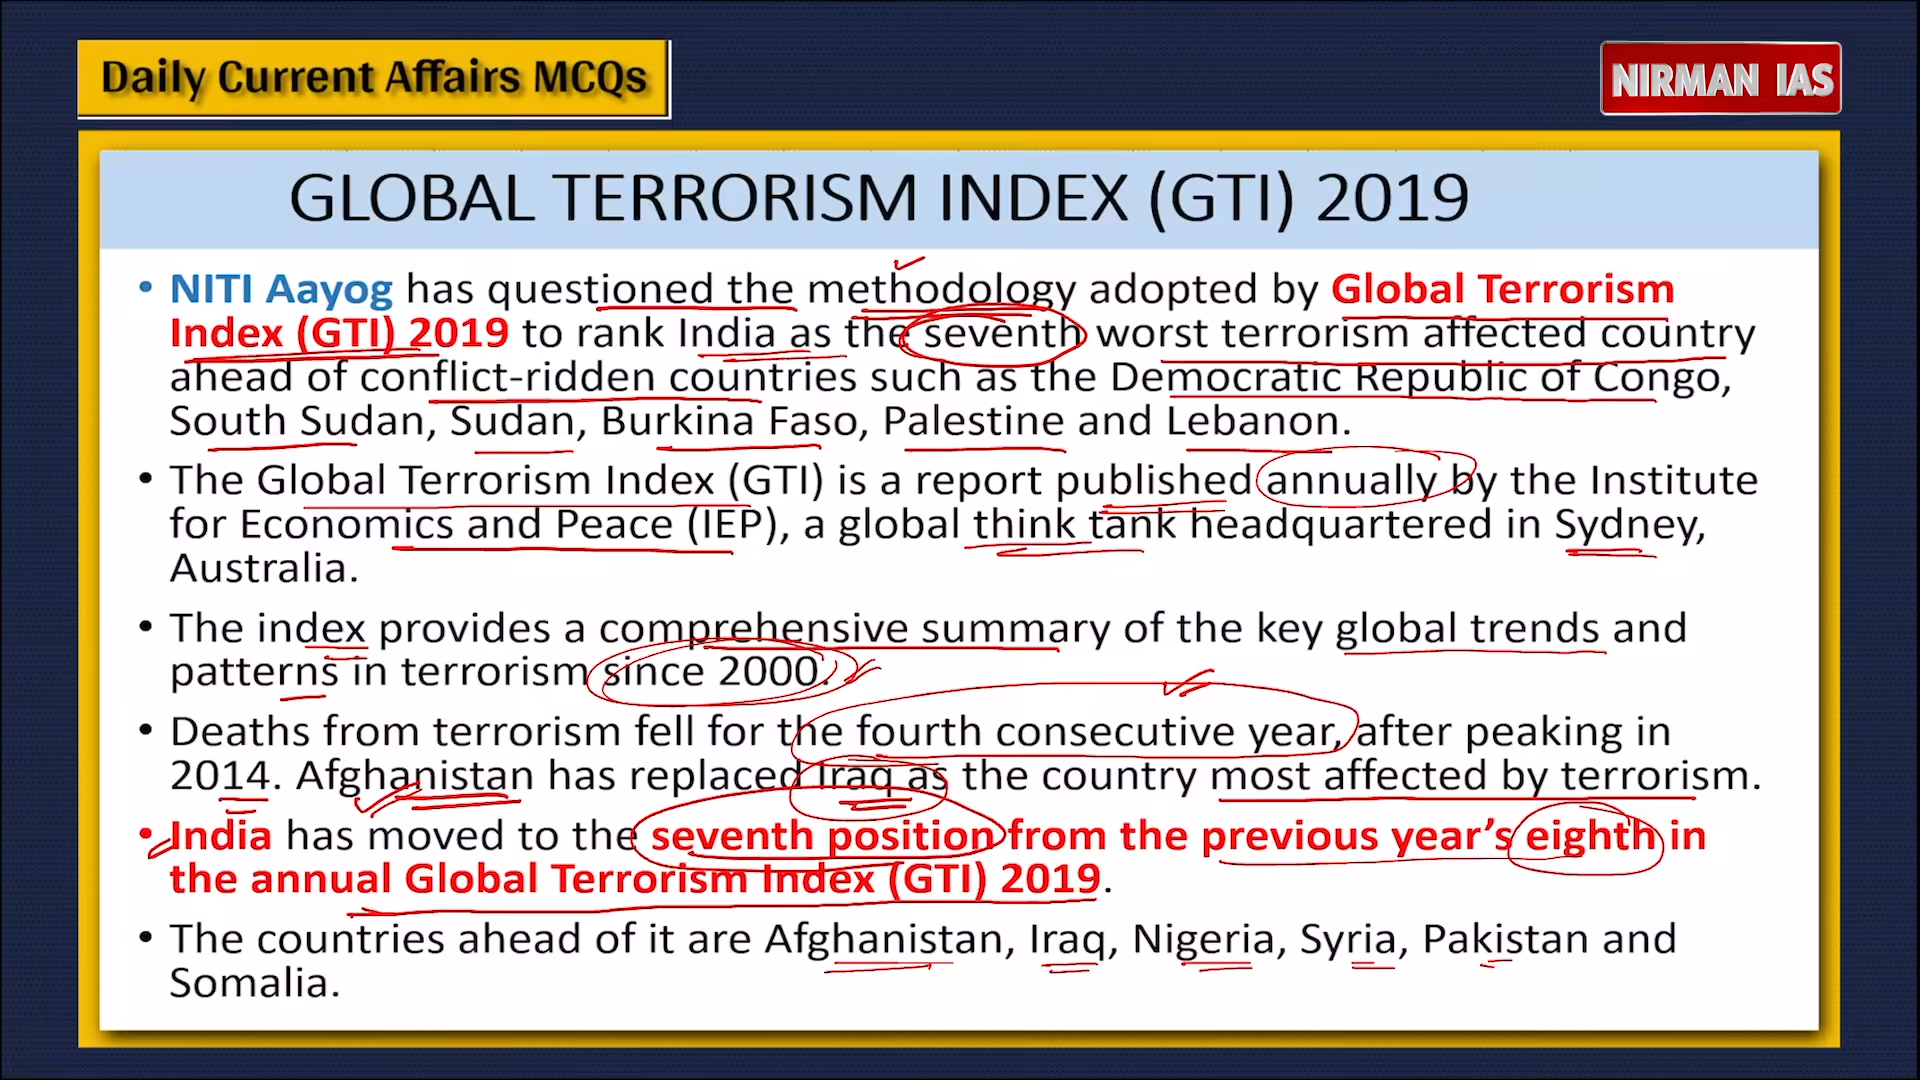 Daily Current Affairs MCQs
NIRMAN IAS
GLOBAL TERRORISM INDEX (GTI) 2019
• NITI Aayog has questioned the methodology adopted by Global Terrorism
Index (GTI) 2019 to rank India as the seventh worst terrorism affected country
ahead of conflict-ridden countries such as the Democratic Republic of Congo,
South Sudan, Sudan, Burkina Faso, Palestine and Lebanon.
• The Global Terrorism Index (GTI) is a report published annually by the Institute
for Economics and Peace (IEP), a global think tank headquartered in Sydney,
Australia.
• The index provides a comprehensive summary of the key global trends and
patterns in terrorism since 2000.
• Deaths from terrorism fell for the fourth consecutive year, after peaking in
2014. Afghanistan has replaced Iraq as the country most affected by terrorism.
• India has moved to the seventh position from the previous year's eighth in
the annual Global Terrorism Index (GTI) 2019.
• The countries ahead of it are Afghanistan, Iraq, Nigeria, Syria, Pakistan and
Somalia.